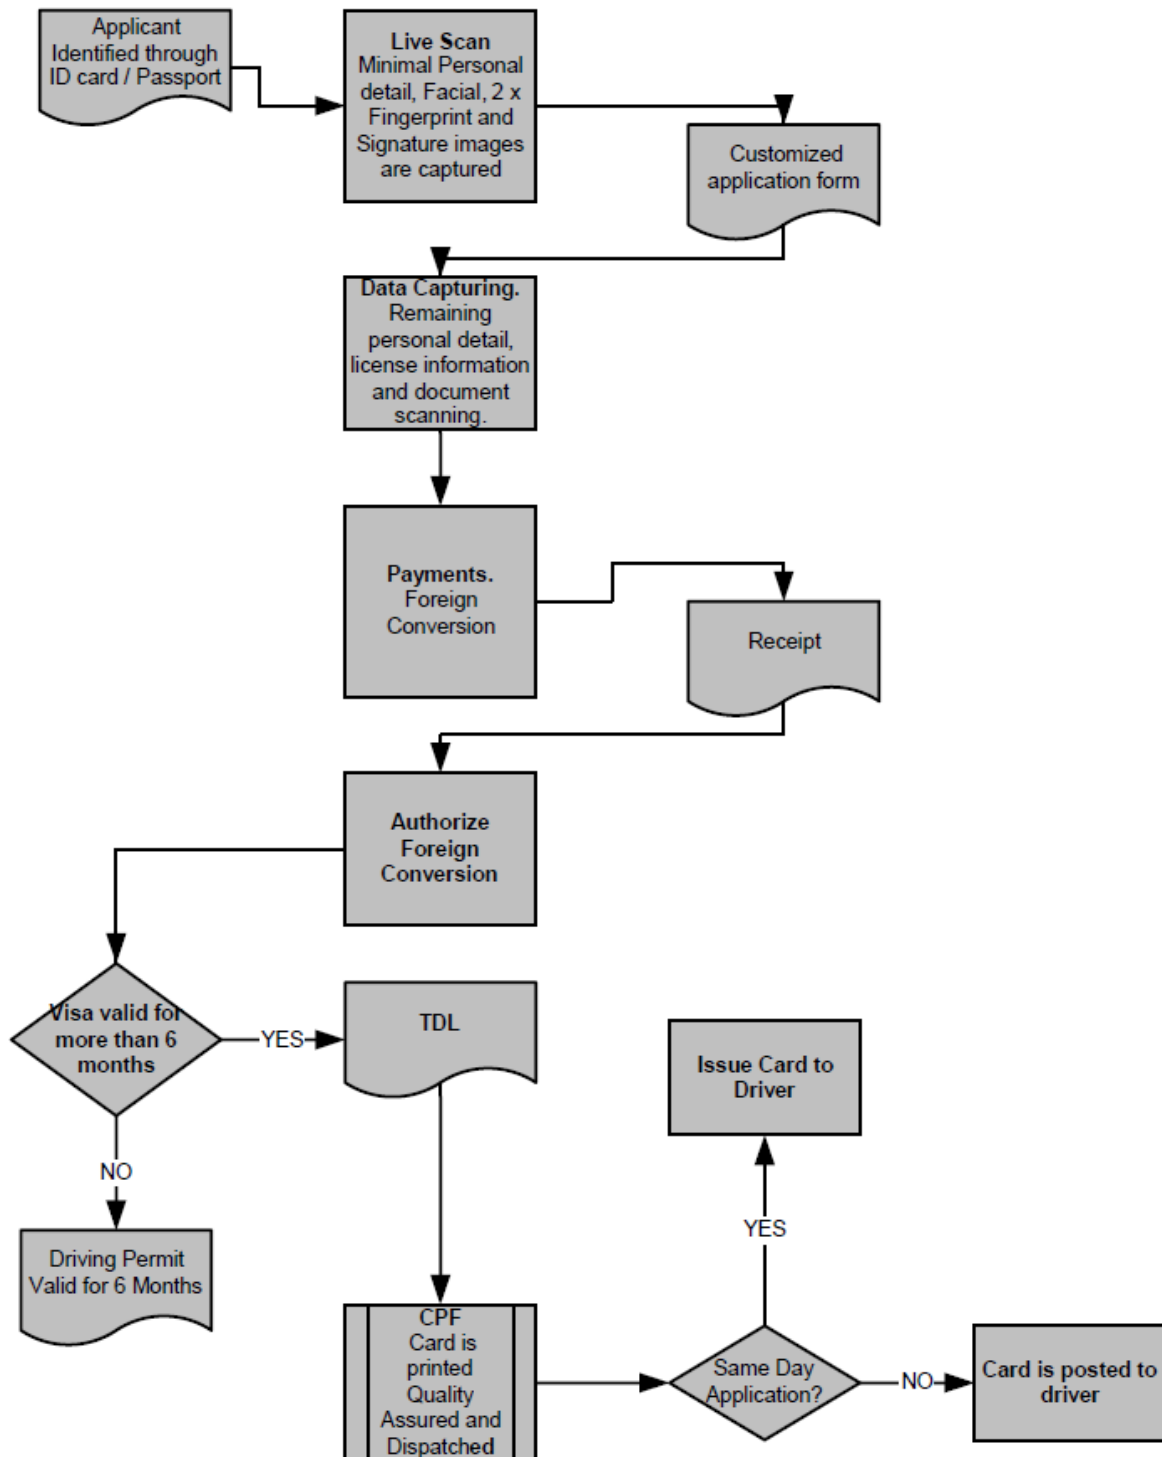 Applicant
Identified through
ID card / Passport
Live Scan
Minimal Personal
detail, Facial, 2 x
Fingerprint and
Signature images
are captured
Customized
application form
Data Capturing.
Remaining
personal detail,
license information
and document
scanning.
Payments.
Foreign
Conversion
Receipt
Authorize
Foreign
Conversion
Visa valid for
more than 6
months
YES
TDL
Issue Card to
Driver
NO
YES
Driving Permit
Valid for 6 Months
CPF
Card is
printed
Quality
Assured and
Dispatched
Same Day
Application?
NO
Card is posted to
driver